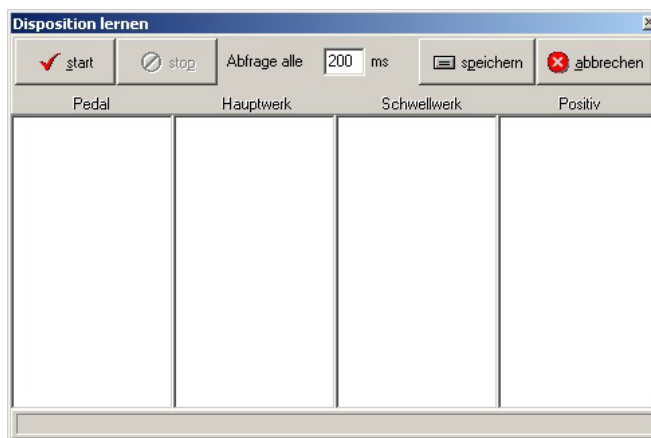 Disposition lernen
start stop Abfrage alle 200 ms speichern abbrechen
Pedal Hauptwerk Schwellwerk Positiv